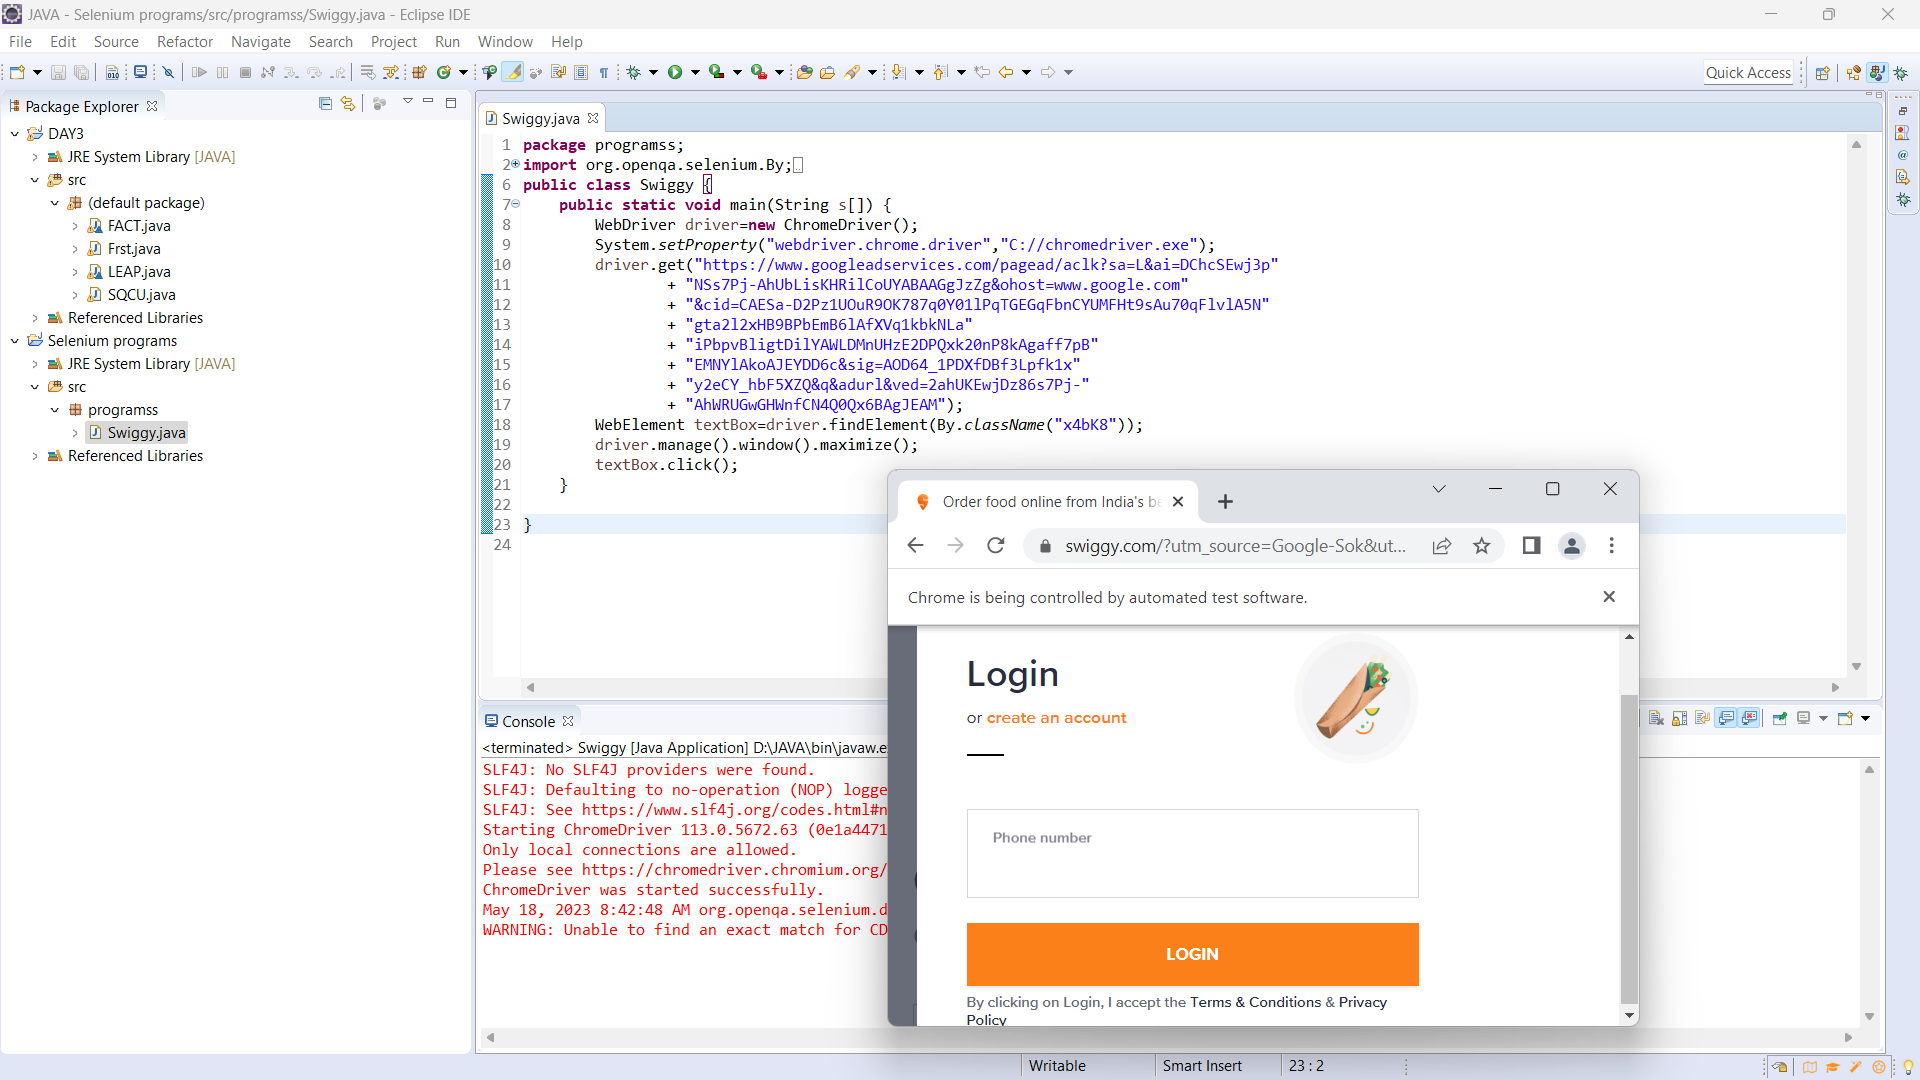 JAVA - Selenium programs/src/programss/Swiggy.java - Eclipse IDE
File Edit Source Refactor Navigate Search Project Run Window Help
Quick Access
Package Explorer
DAY3
JRE System Library [JAVA]
src
(default package)
FACT.java
Frst.java
LEAP.java
SQCU.java
Referenced Libraries
Selenium programs
JRE System Library [JAVA]
src
programss
Swiggy.java
Referenced Libraries
Swiggy.java
1 package programss;
2 import org.openqa.selenium.By;
6 public class Swiggy {
7 public static void main(String s[]) {
8 WebDriver driver=new ChromeDriver();
9 System.setProperty("webdriver.chrome.driver","C://chromedriver.exe");
10 driver.get("https://www.googleadservices.com/pagead/aclk?sa=L&ai=DChcSEwj3p"
11 + "NSs7Pj-AhUbLisKHRilCoUYABAAGgJzZg&ohost=www.google.com"
12 + "&cid=CAESa-D2Pz1UOuR9OK787q0Y01lPqTGEGqFbnCYUMFHt9sAu70qFlvlA5N"
13 + "gta2l2xHB9BPbEmB6lAfXVq1kbkNLa"
14 + "iPbpvBligtDilYAWLDMnUHzE2DPQxk20nP8kAgaff7pB"
15 + "EMNYlAkoAJEYDD6c&sig=AOD64_1PDXfDBf3Lpfk1x"
16 + "y2eCY_hbF5XZQ&q&adurl&ved=2ahUKEwjDz86s7Pj-"
17 + "AhWRUGwGHWnfCN4Q0Qx6BAgJEAM");
18 WebElement textBox=driver.findElement(By.className("x4bK8"));
19 driver.manage().window().maximize();
20 textBox.click();
21 }
22
23 }
24
Console
<terminated> Swiggy [Java Application] D:\JAVA\bin\javaw.e
SLF4J: No SLF4J providers were found.
SLF4J: Defaulting to no-operation (NOP) logge
SLF4J: See https://www.slf4j.org/codes.html#n
Starting ChromeDriver 113.0.5672.63 (0e1a4471
Only local connections are allowed.
Please see https://chromedriver.chromium.org/
ChromeDriver was started successfully.
May 18, 2023 8:42:48 AM org.openqa.selenium.d
WARNING: Unable to find an exact match for CD
Order food online from India's be
swiggy.com/?utm_source=Google-Sok&ut...
Chrome is being controlled by automated test software.
Login
or create an account
Phone number
LOGIN
By clicking on Login, I accept the Terms & Conditions & Privacy
Policy
Writable Smart Insert 23 : 2